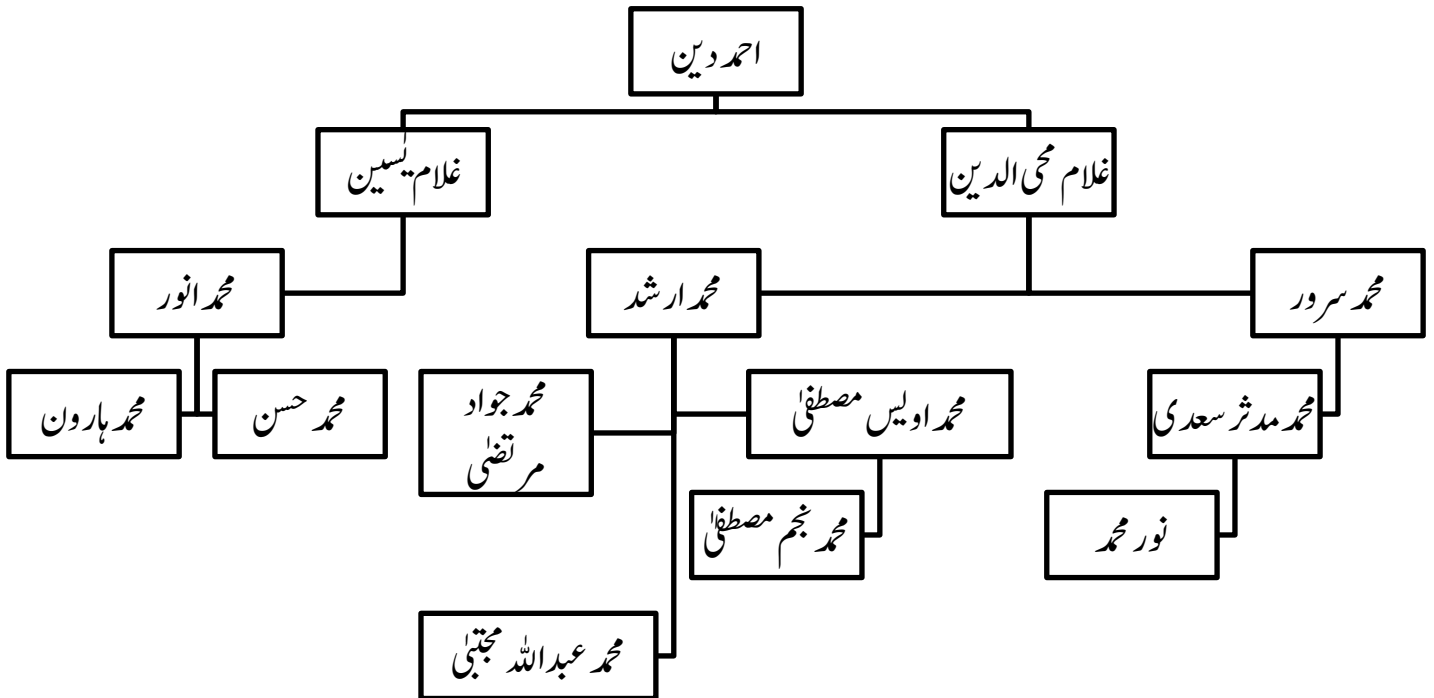 احمد دین
غلام محی الدین
غلام یٰسین
محمد سرور
محمد ارشد
محمد انور
محمد مدثر سعدی
محمد اویس مصطفیٰ
محمد جواد
مرتضیٰ
محمد حسن
محمد ہارون
نور محمد
محمد نجم مصطفیٰ
محمد عبداللہ مجتبیٰ